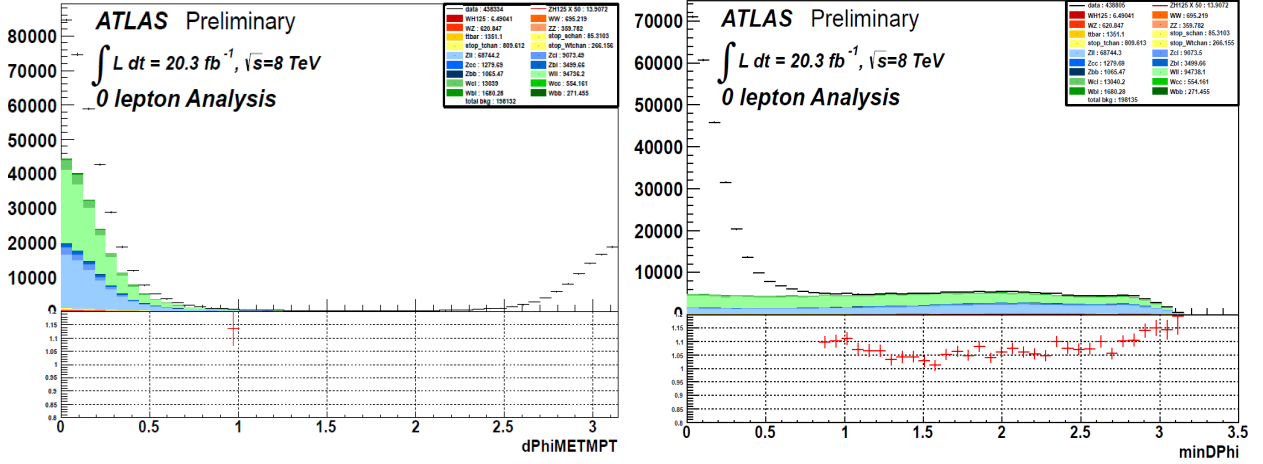 ATLAS Preliminary
∫ L dt = 20.3 fb⁻¹, √s=8 TeV
0 lepton Analysis
data : 438334
ZH125 X 50 : 13.9072
WH125 : 6.49041
WW : 695.219
WZ : 620.847
ZZ : 359.782
ttbar : 1351.1
stop_schan : 85.3103
stop_tchan : 809.612
stop_Wtchan : 266.156
Zll : 68744.2
Zcl : 9073.49
Zcc : 1279.69
Zbl : 3499.66
Zbb : 1065.47
Wll : 94736.2
Wcl : 13039
Wcc : 554.161
Wbl : 1680.28
Wbb : 271.455
total bkg : 198132
80000
70000
60000
50000
40000
30000
20000
10000
0
1.15
1.1
1.05
1
0.95
0.9
0.85
0.8
0 0.5 1 1.5 2 2.5 3
dPhiMETMPT
ATLAS Preliminary
∫ L dt = 20.3 fb⁻¹, √s=8 TeV
0 lepton Analysis
data : 438805
ZH125 X 50 : 13.9072
WH125 : 6.49041
WW : 695.219
WZ : 620.847
ZZ : 359.782
ttbar : 1351.1
stop_schan : 85.3103
stop_tchan : 809.613
stop_Wtchan : 266.155
Zll : 68744.3
Zcl : 9073.5
Zcc : 1279.69
Zbl : 3499.66
Zbb : 1065.47
Wll : 94738.1
Wcl : 13040.2
Wcc : 554.161
Wbl : 1680.28
Wbb : 271.455
total bkg : 198135
70000
60000
50000
40000
30000
20000
10000
0
1.15
1.1
1.05
1
0.95
0.9
0.85
0.8
0 0.5 1 1.5 2 2.5 3 3.5
minDPhi